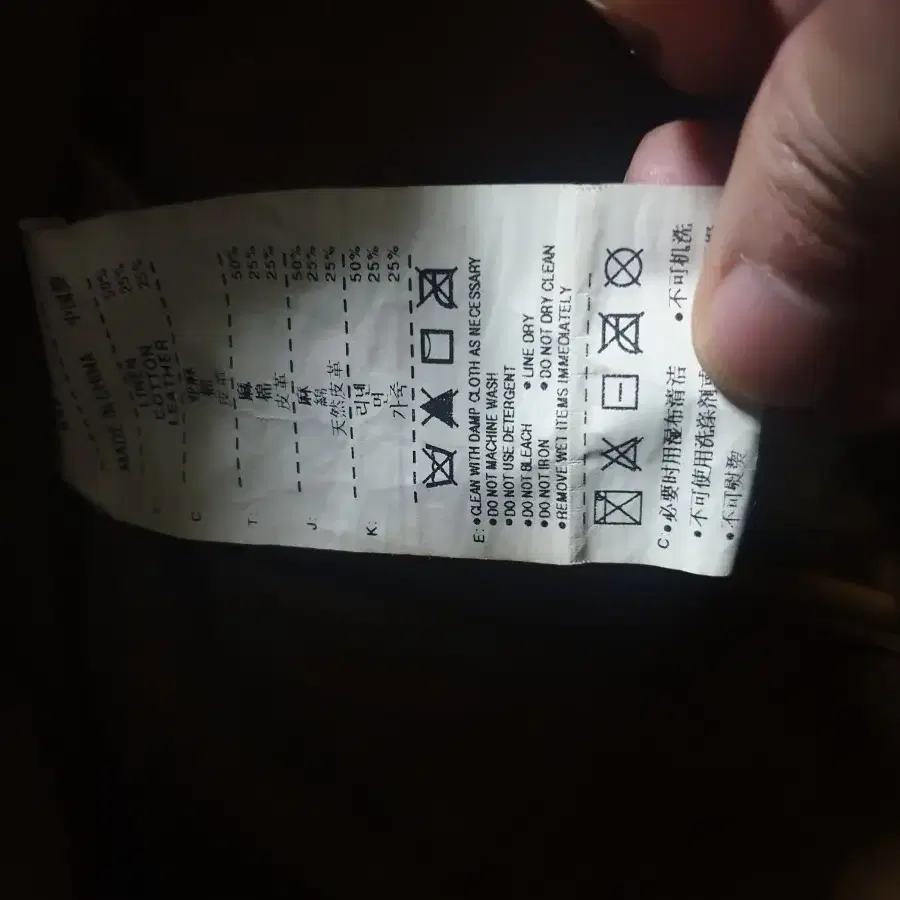 中国製
MADE IN CHINA
LINEN 50%
COTTON 25%
LEATHER 25%
C
皮革
50%
25%
25%
T:
麻 50%
棉 25%
皮革 25%
J:
麻 50%
綿 25%
天然皮革 25%
K:
리넨 50%
면 25%
가죽 25%
E: •CLEAN WITH DAMP CLOTH AS NECESSARY
•DO NOT MACHINE WASH
•DO NOT USE DETERGENT
•DO NOT BLEACH •LINE DRY
•DO NOT IRON •DO NOT DRY CLEAN
•REMOVE WET ITEMS IMMEDIATELY
C: •必要时用湿布清洁 •不可机洗
•不可使用洗涤剂
•不可熨烫